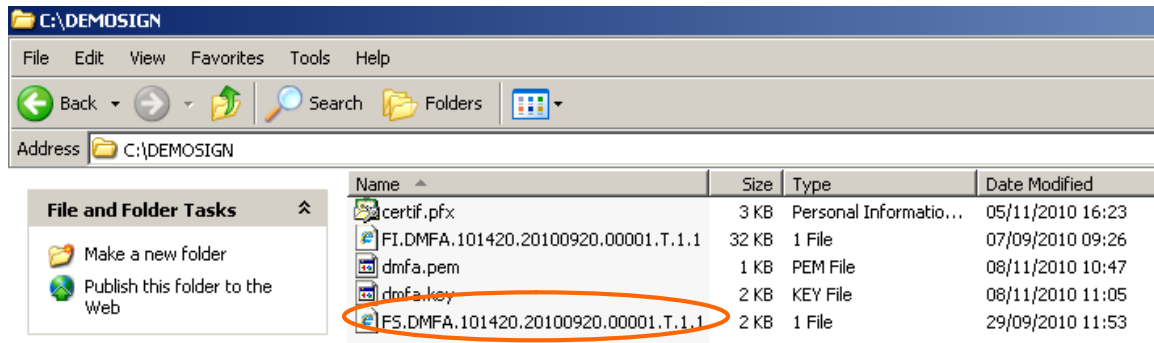 C:\DEMOSIGN
File Edit View Favorites Tools Help
Back Search Folders
Address C:\DEMOSIGN
Name Size Type Date Modified
File and Folder Tasks
Make a new folder
Publish this folder to the
Web
certif.pfx 3 KB Personal Informatio... 05/11/2010 16:23
FI.DMFA.101420.20100920.00001.T.1.1 32 KB 1 File 07/09/2010 09:26
dmfa.pem 1 KB PEM File 08/11/2010 10:47
dmfa.key 2 KB KEY File 08/11/2010 11:05
FS.DMFA.101420.20100920.00001.T.1.1 2 KB 1 File 29/09/2010 11:53